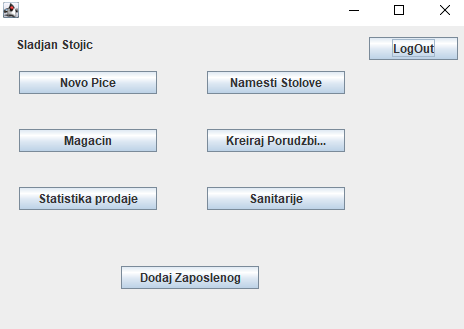 Sladjan Stojic
LogOut
Novo Pice
Namesti Stolove
Magacin
Kreiraj Porudzbi...
Statistika prodaje
Sanitarije
Dodaj Zaposlenog